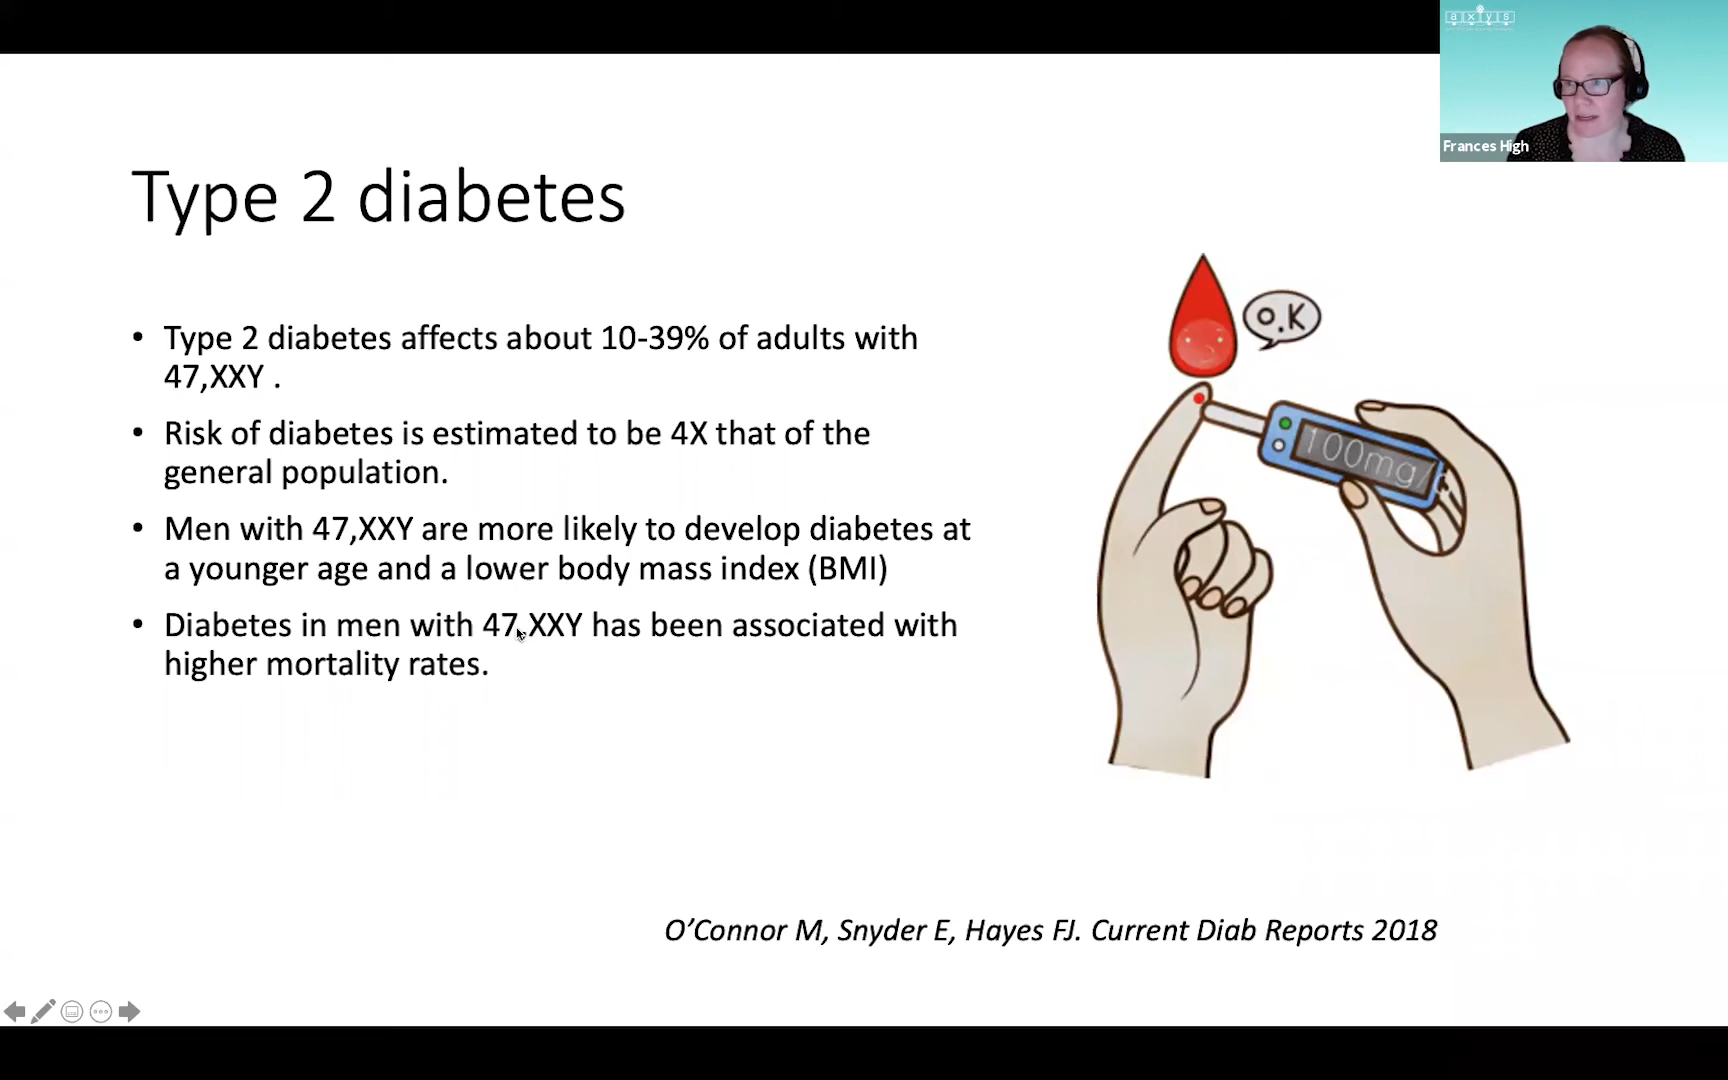 axys
Frances High
Type 2 diabetes
• Type 2 diabetes affects about 10-39% of adults with
47,XXY .
• Risk of diabetes is estimated to be 4X that of the
general population.
• Men with 47,XXY are more likely to develop diabetes at
a younger age and a lower body mass index (BMI)
• Diabetes in men with 47,XXY has been associated with
higher mortality rates.
O.K
100mg/
O’Connor M, Snyder E, Hayes FJ. Current Diab Reports 2018